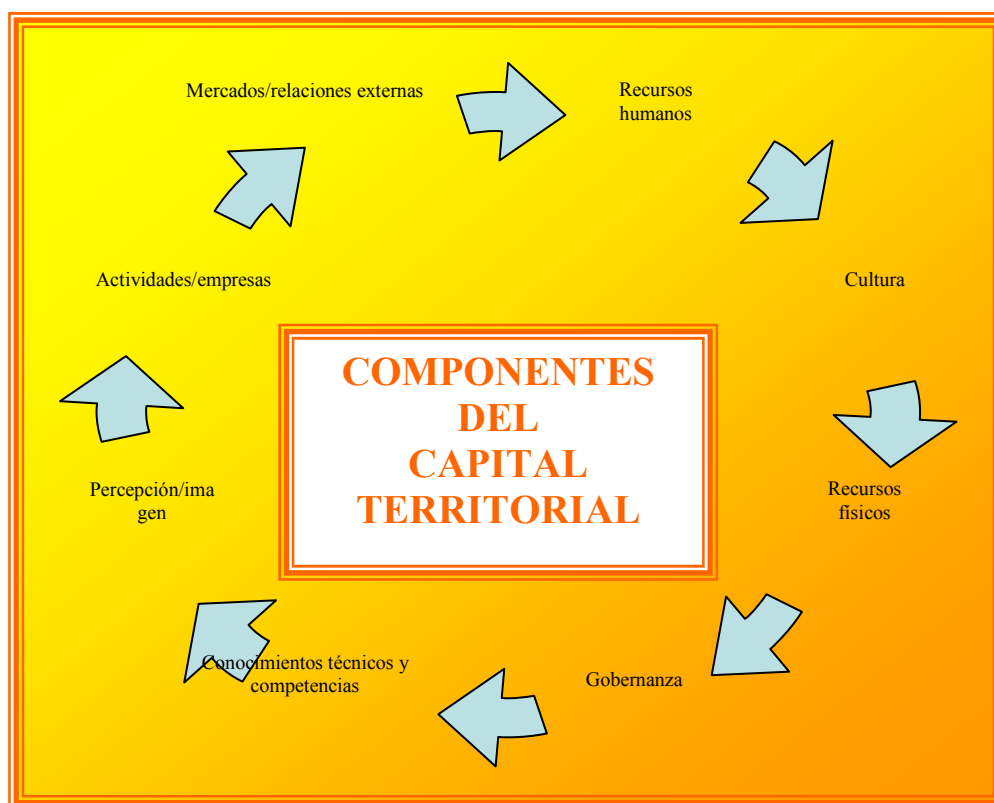 Mercados/relaciones externas
Recursos
humanos
Actividades/empresas
Cultura
COMPONENTES
DEL
CAPITAL
TERRITORIAL
Percepción/ima
gen
Recursos
físicos
Conocimientos técnicos y
competencias
Gobernanza